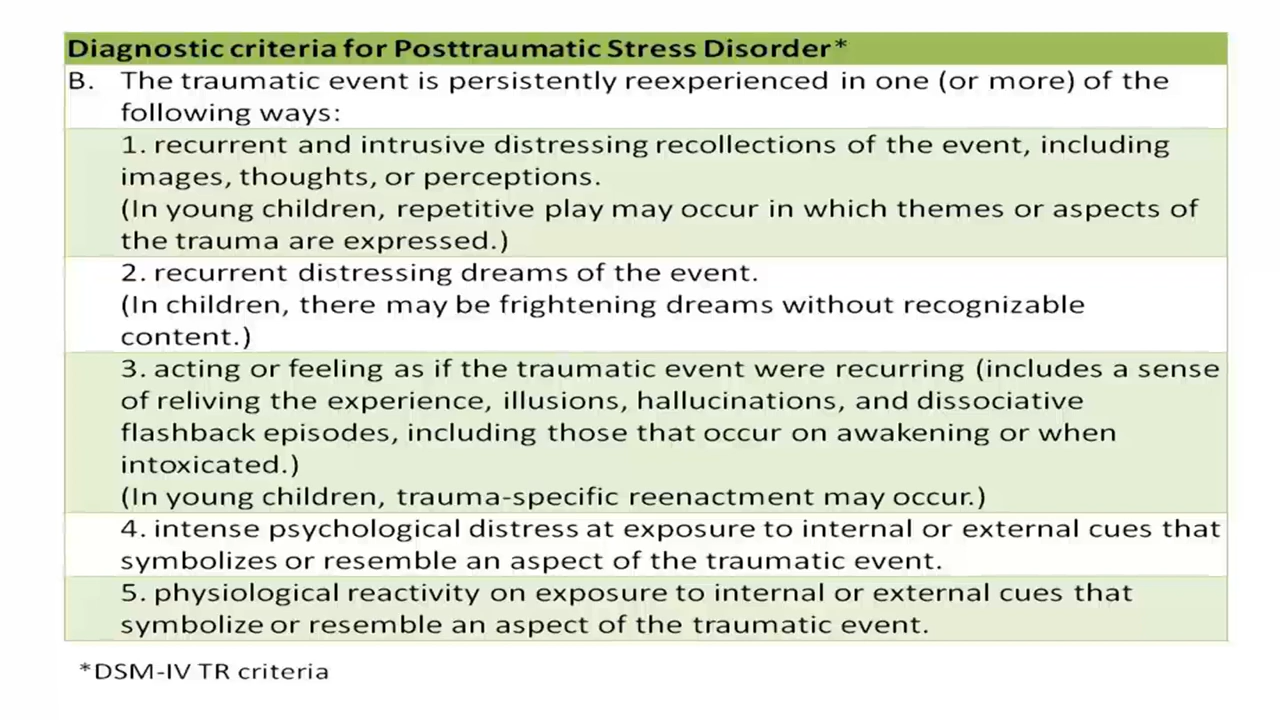 Diagnostic criteria for Posttraumatic Stress Disorder*
B. The traumatic event is persistently reexperienced in one (or more) of the
following ways:
1. recurrent and intrusive distressing recollections of the event, including
images, thoughts, or perceptions.
(In young children, repetitive play may occur in which themes or aspects of
the trauma are expressed.)
2. recurrent distressing dreams of the event.
(In children, there may be frightening dreams without recognizable
content.)
3. acting or feeling as if the traumatic event were recurring (includes a sense
of reliving the experience, illusions, hallucinations, and dissociative
flashback episodes, including those that occur on awakening or when
intoxicated.)
(In young children, trauma-specific reenactment may occur.)
4. intense psychological distress at exposure to internal or external cues that
symbolizes or resemble an aspect of the traumatic event.
5. physiological reactivity on exposure to internal or external cues that
symbolize or resemble an aspect of the traumatic event.
*DSM-IV TR criteria